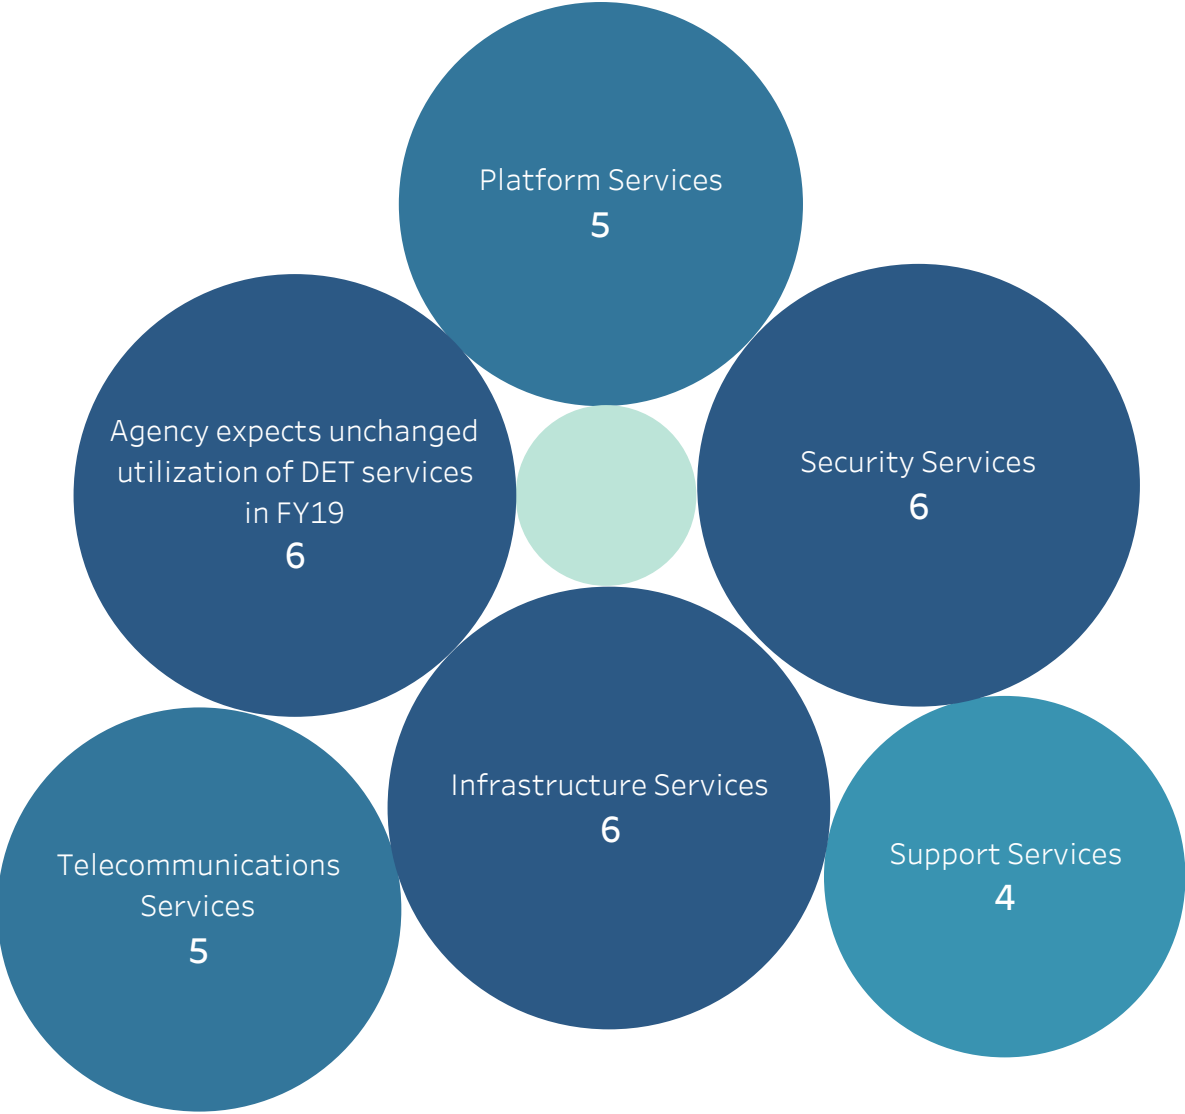 Platform Services
5
Agency expects unchanged
utilization of DET services
in FY19
6
Security Services
6
Infrastructure Services
6
Telecommunications
Services
5
Support Services
4